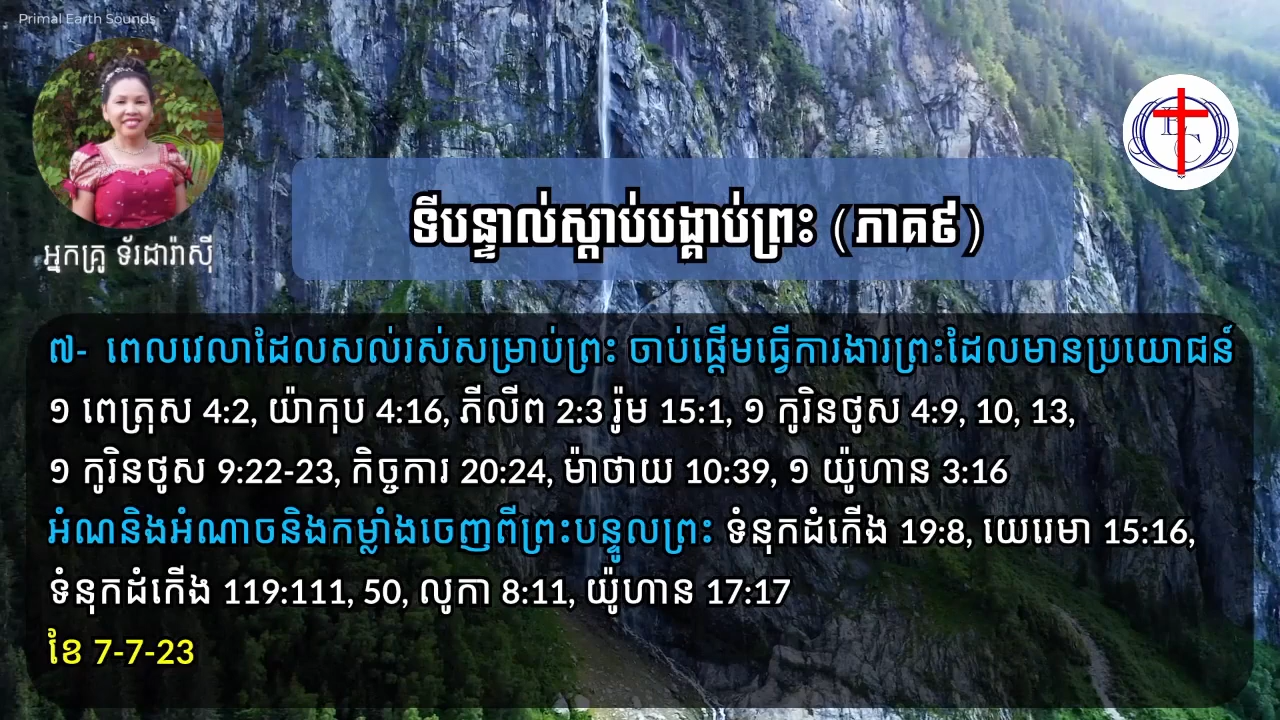 Primal Earth Sounds
អ្នកគ្រូ ទ័រដារ៉ាស៊ី
ទីបន្ទាល់ស្ដាប់បង្គាប់ព្រះ (ភាគ៩)
៧- ពេលវេលាដែលសល់រស់សម្រាប់ព្រះ ចាប់ផ្ដើមធ្វើការងារព្រះដែលមានប្រយោជន៍
១ ពេត្រុស 4:2, យ៉ាកុប 4:16, ភីលីព 2:3 រ៉ូម 15:1, ១ កូរិនថូស 4:9, 10, 13,
១ កូរិនថូស 9:22-23, កិច្ចការ 20:24, ម៉ាថាយ 10:39, ១ យ៉ូហាន 3:16
អំណនិងអំណាចនិងកម្លាំងចេញពីព្រះបន្ទូលព្រះ ទំនុកដំកើង 19:8, យេរេមា 15:16,
ទំនុកដំកើង 119:111, 50, លូកា 8:11, យ៉ូហាន 17:17
ខែ 7-7-23